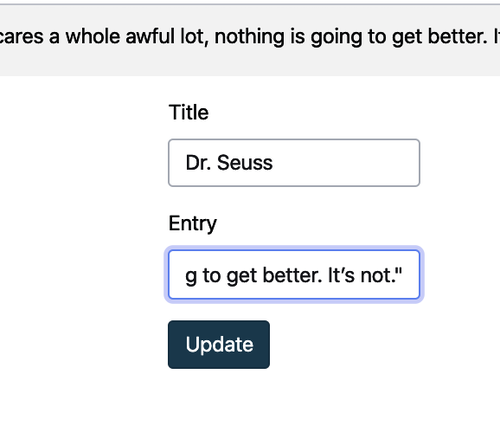 cares a whole awful lot, nothing is going to get better. I
Title
Dr. Seuss
Entry
g to get better. It’s not."
Update